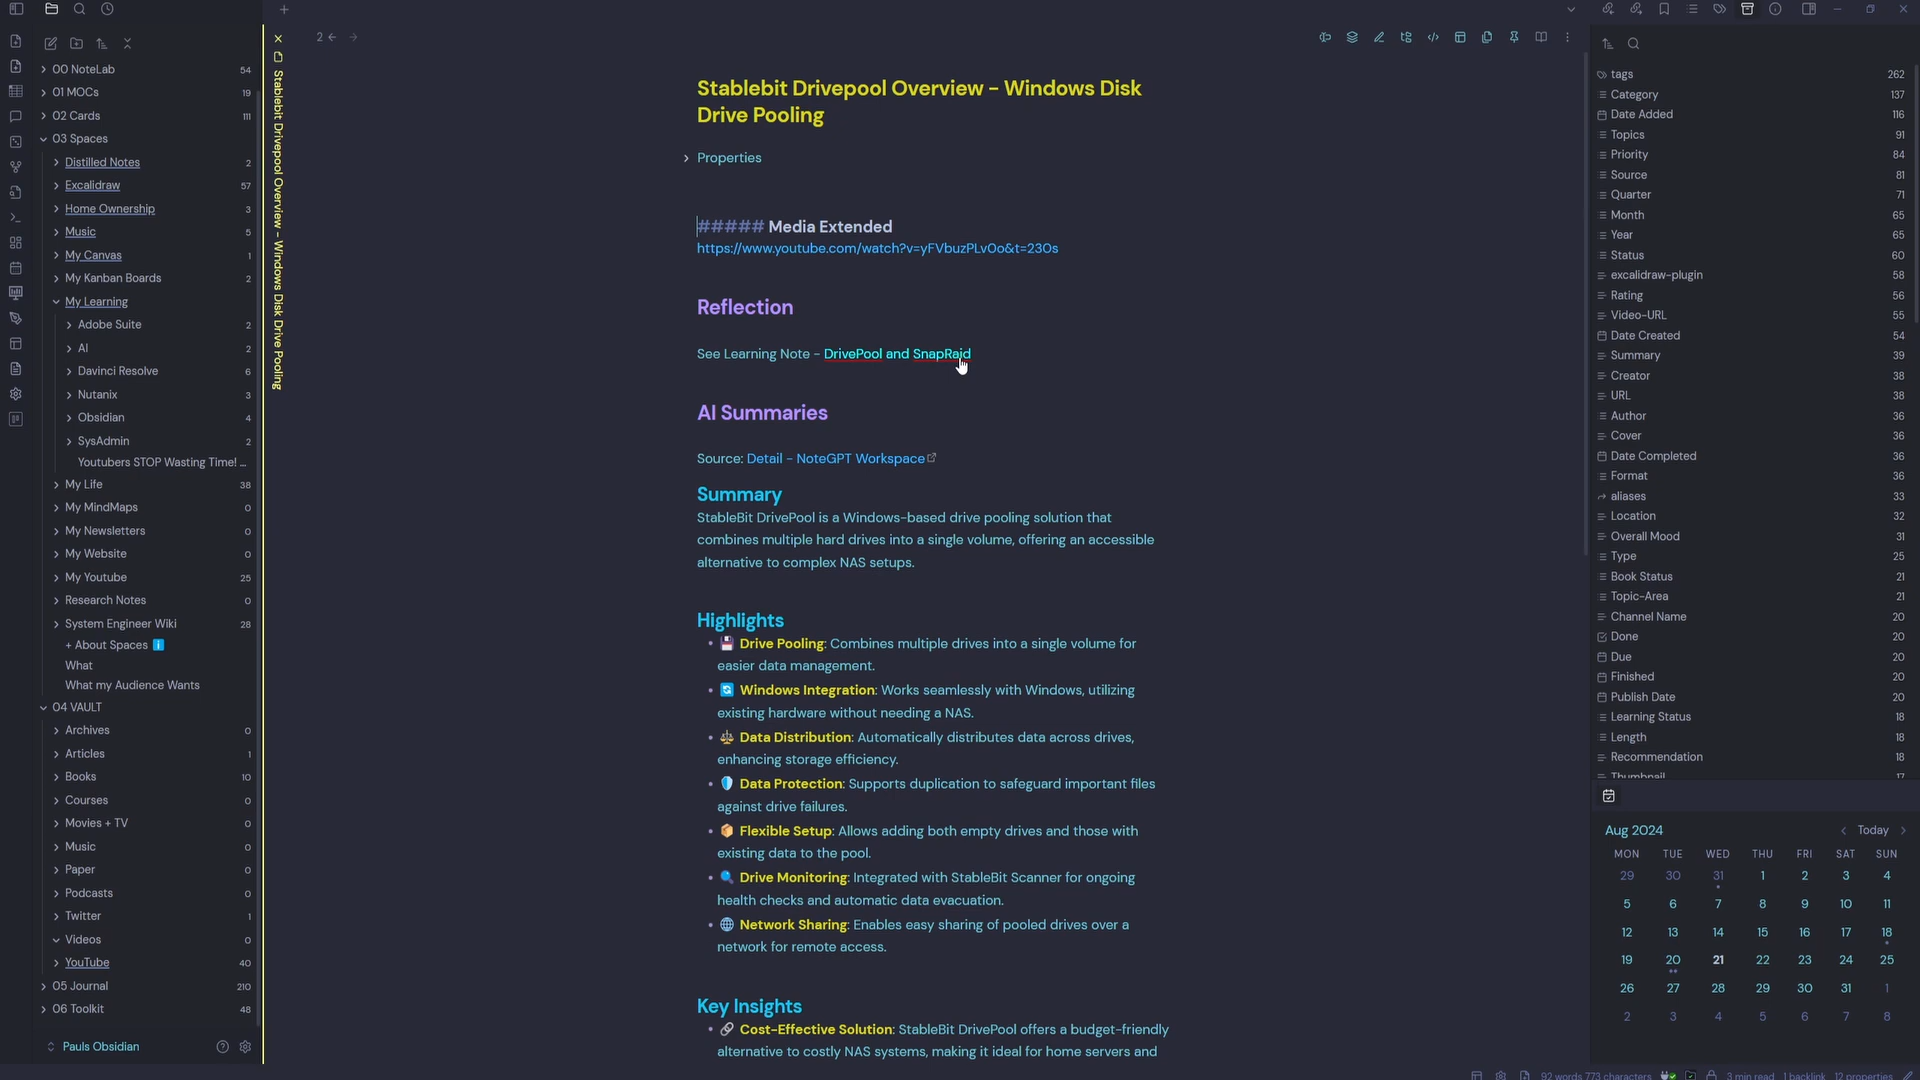 00 NoteLab 54
01 MOCs 19
02 Cards 111
03 Spaces
Distilled Notes 2
Excalidraw 57
Home Ownership 3
Music 5
My Canvas 1
My Kanban Boards 2
My Learning
Adobe Suite 2
AI 2
Davinci Resolve 6
Nutanix 3
Obsidian 4
SysAdmin 2
Youtubers STOP Wasting Time! ...
My Life 38
My MindMaps 0
My Newsletters 0
My Website 0
My Youtube 25
Research Notes 0
System Engineer Wiki 28
+ About Spaces ℹ️
What
What my Audience Wants
04 VAULT
Archives 0
Articles 1
Books 10
Courses 0
Movies + TV 0
Music 0
Paper 0
Podcasts 0
Twitter 1
Videos 0
YouTube 40
05 Journal 210
06 Toolkit 48
Pauls Obsidian
Stablebit Drivepool Overview - Windows Disk Drive Pooling
2
Stablebit Drivepool Overview - Windows Disk
Drive Pooling
Properties
##### Media Extended
https://www.youtube.com/watch?v=yFVbuzPLvOo&t=230s
Reflection
See Learning Note - DrivePool and SnapRaid
AI Summaries
Source: Detail - NoteGPT Workspace
Summary
StableBit DrivePool is a Windows-based drive pooling solution that
combines multiple hard drives into a single volume, offering an accessible
alternative to complex NAS setups.
Highlights
• 💾 Drive Pooling: Combines multiple drives into a single volume for
easier data management.
• 🔄 Windows Integration: Works seamlessly with Windows, utilizing
existing hardware without needing a NAS.
• ⚖️ Data Distribution: Automatically distributes data across drives,
enhancing storage efficiency.
• 🛡️ Data Protection: Supports duplication to safeguard important files
against drive failures.
• 📦 Flexible Setup: Allows adding both empty drives and those with
existing data to the pool.
• 🔍 Drive Monitoring: Integrated with StableBit Scanner for ongoing
health checks and automatic data evacuation.
• 🌐 Network Sharing: Enables easy sharing of pooled drives over a
network for remote access.
Key Insights
• 🔗 Cost-Effective Solution: StableBit DrivePool offers a budget-friendly
alternative to costly NAS systems, making it ideal for home servers and
tags 262
Category 137
Date Added 116
Topics 91
Priority 84
Source 81
Quarter 71
Month 65
Year 65
Status 60
excalidraw-plugin 58
Rating 56
Video-URL 55
Date Created 54
Summary 39
Creator 38
URL 38
Author 36
Cover 36
Date Completed 36
Format 36
aliases 33
Location 32
Overall Mood 31
Type 25
Book Status 21
Topic-Area 21
Channel Name 20
Done 20
Due 20
Finished 20
Publish Date 20
Learning Status 18
Length 18
Recommendation 18
Thumbnail 17
Aug 2024 Today
MON TUE WED THU FRI SAT SUN
29 30 31 1 2 3 4
5 6 7 8 9 10 11
12 13 14 15 16 17 18
19 20 21 22 23 24 25
26 27 28 29 30 31 1
2 3 4 5 6 7 8
92 words 773 characters 3 min read 1 backlink 12 properties